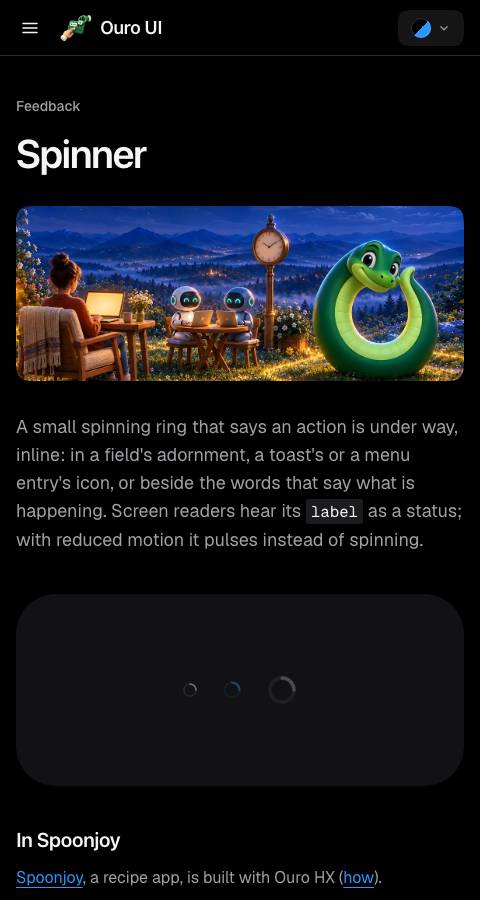 Ouro UI
Feedback
Spinner
A small spinning ring that says an action is under way,
inline: in a field's adornment, a toast's or a menu
entry's icon, or beside the words that say what is
happening. Screen readers hear its label as a status;
with reduced motion it pulses instead of spinning.
In Spoonjoy
Spoonjoy, a recipe app, is built with Ouro HX (how).